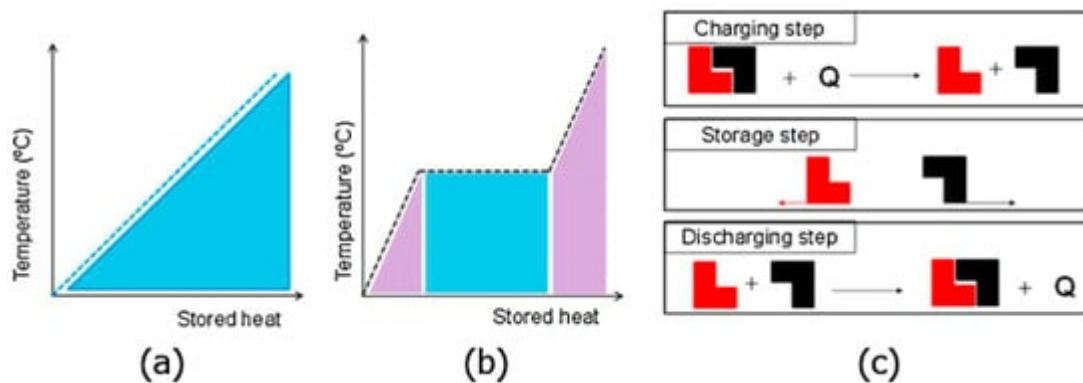 Temperature (ºC)
Stored heat
(a)
Temperature (ºC)
Stored heat
(b)
Charging step
+ Q +
Storage step
Discharging step
+ + Q
(c)